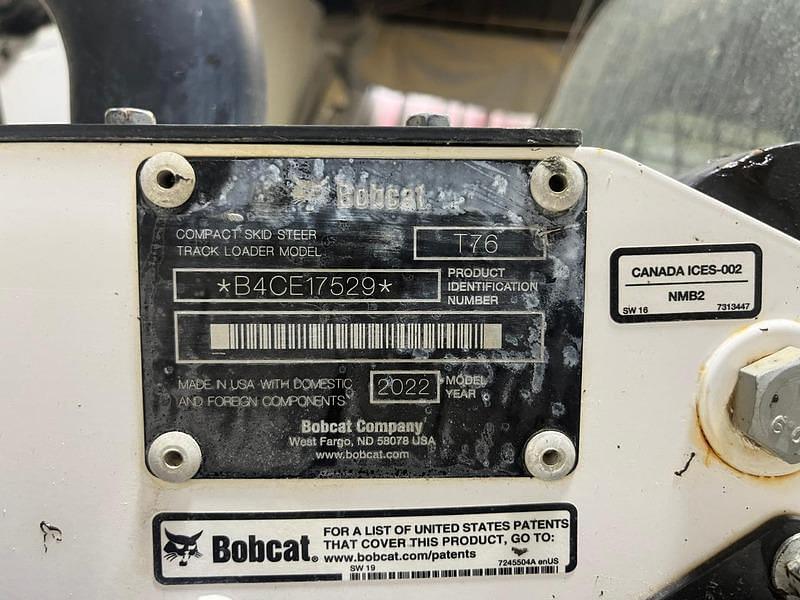 Bobcat
COMPACT SKID STEER
TRACK LOADER MODEL
T76
*B4CE17529*
PRODUCT
IDENTIFICATION
NUMBER
MADE IN USA WITH DOMESTIC
AND FOREIGN COMPONENTS
2022
MODEL
YEAR
Bobcat Company
West Fargo, ND 58078 USA
www.bobcat.com
CANADA ICES-002
NMB2
SW 16
7313447
Bobcat®
FOR A LIST OF UNITED STATES PATENTS
THAT COVER THIS PRODUCT, GO TO:
www.bobcat.com/patents
SW 19
7245504A enUS